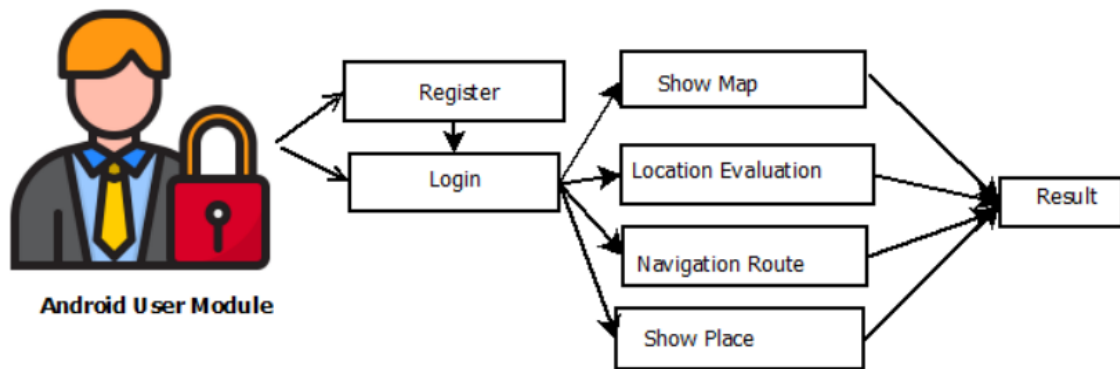 Register
Login
Show Map
Location Evaluation
Navigation Route
Show Place
Result
Android User Module